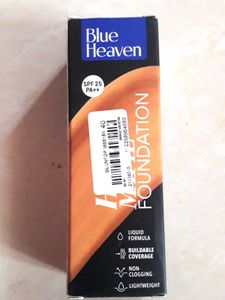 Blue
Heaven
SPF 25
PA++
FOUNDATION
LIQUID
FORMULA
BUILDABLE
COVERAGE
NON
CLOGGING
LIGHTWEIGHT